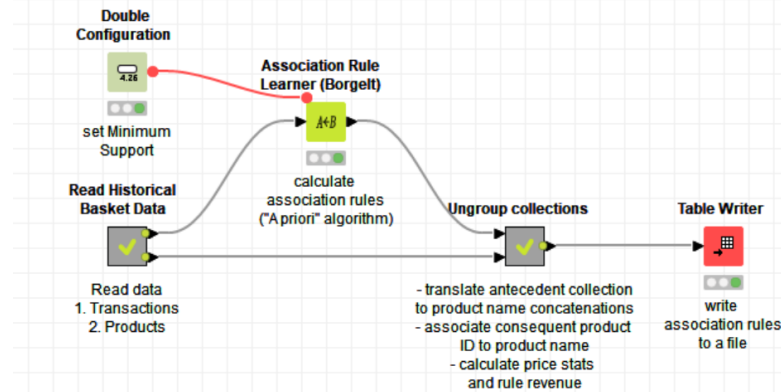 Double
Configuration
4.26
set Minimum
Support
Association Rule
Learner (Borgelt)
A+B
calculate
association rules
("A priori" algorithm)
Read Historical
Basket Data
Read data
1. Transactions
2. Products
Ungroup collections
- translate antecedent collection
to product name concatenations
- associate consequent product
ID to product name
- calculate price stats
and rule revenue
Table Writer
write
association rules
to a file